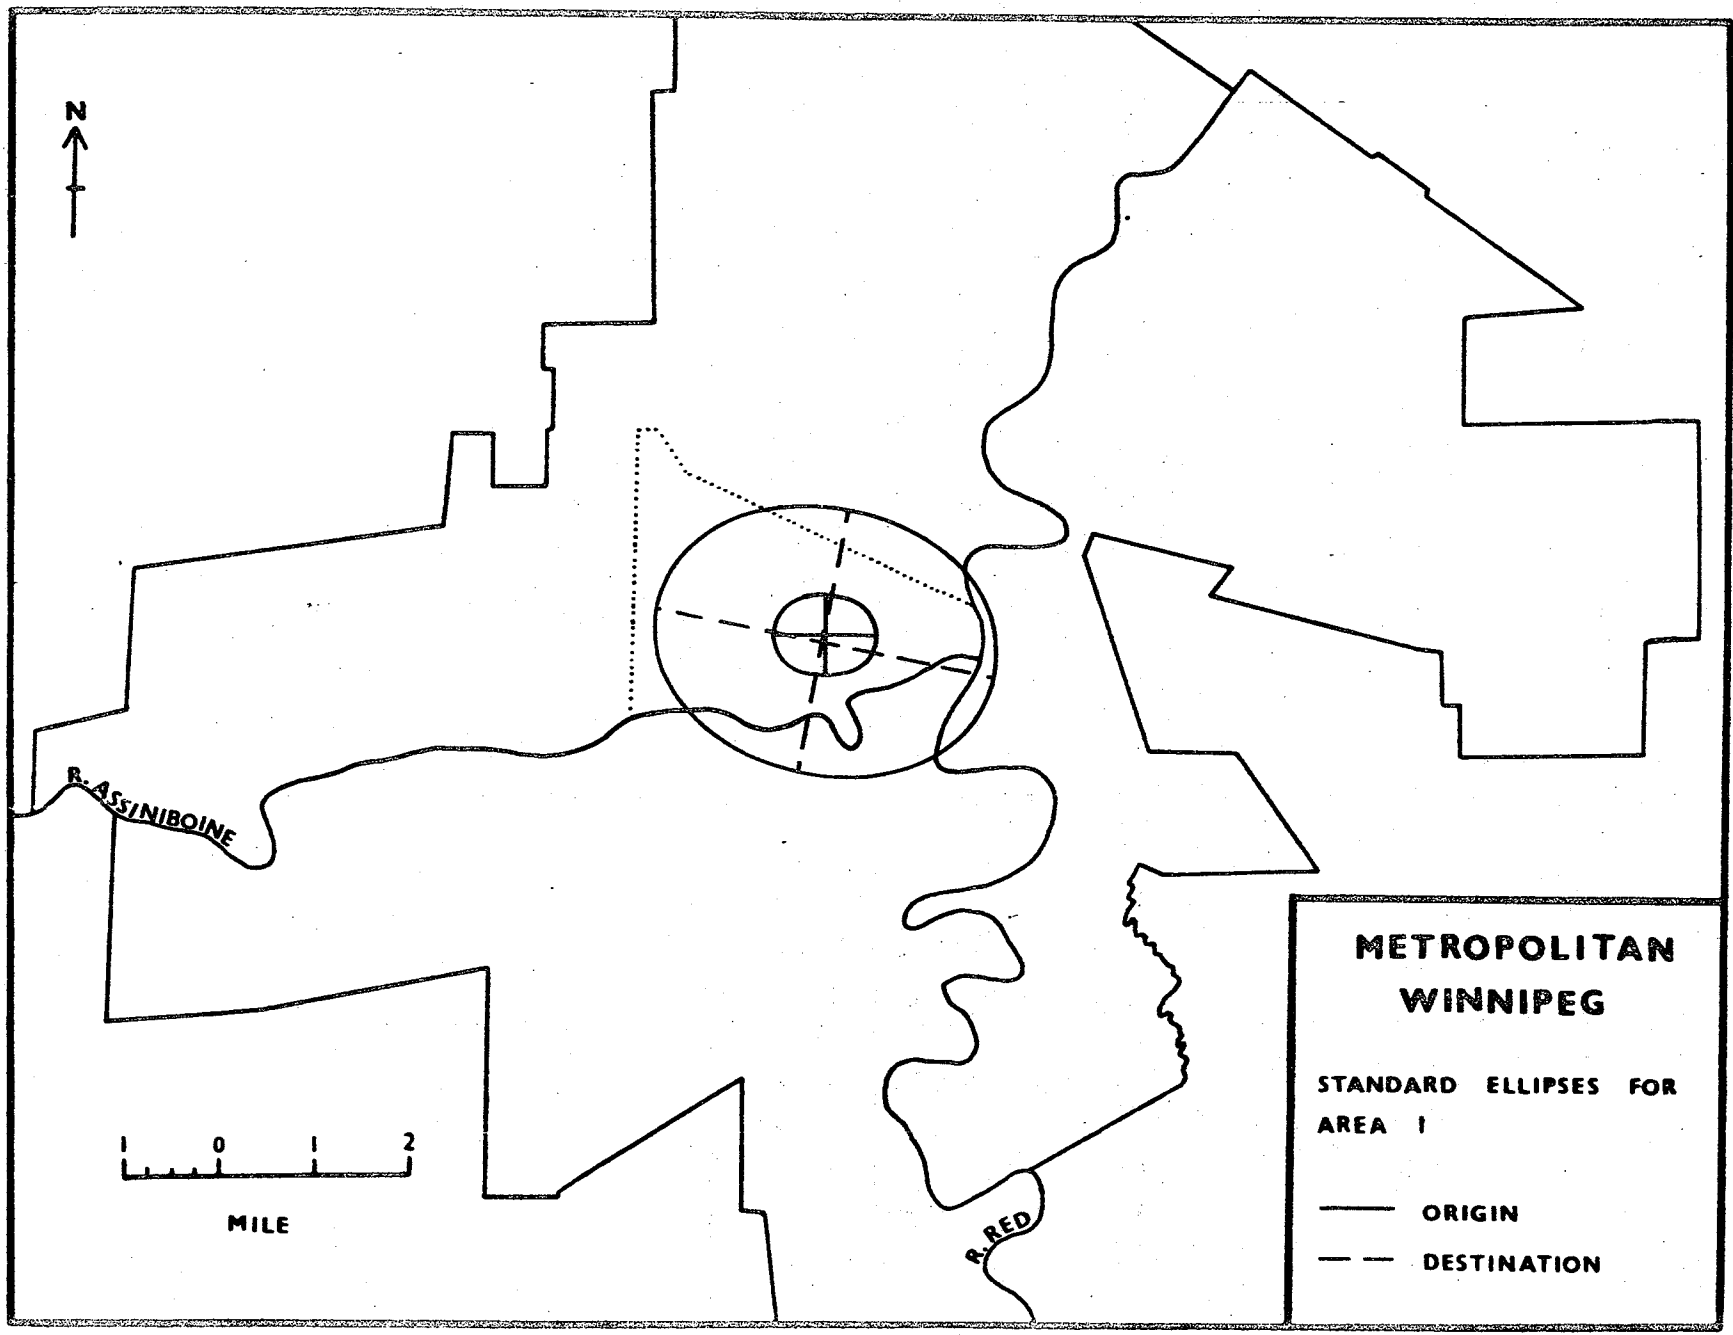 N
R. ASSINIBOINE
1 0 1 2
MILE
R. RED
METROPOLITAN
WINNIPEG
STANDARD ELLIPSES FOR
AREA 1
ORIGIN
DESTINATION